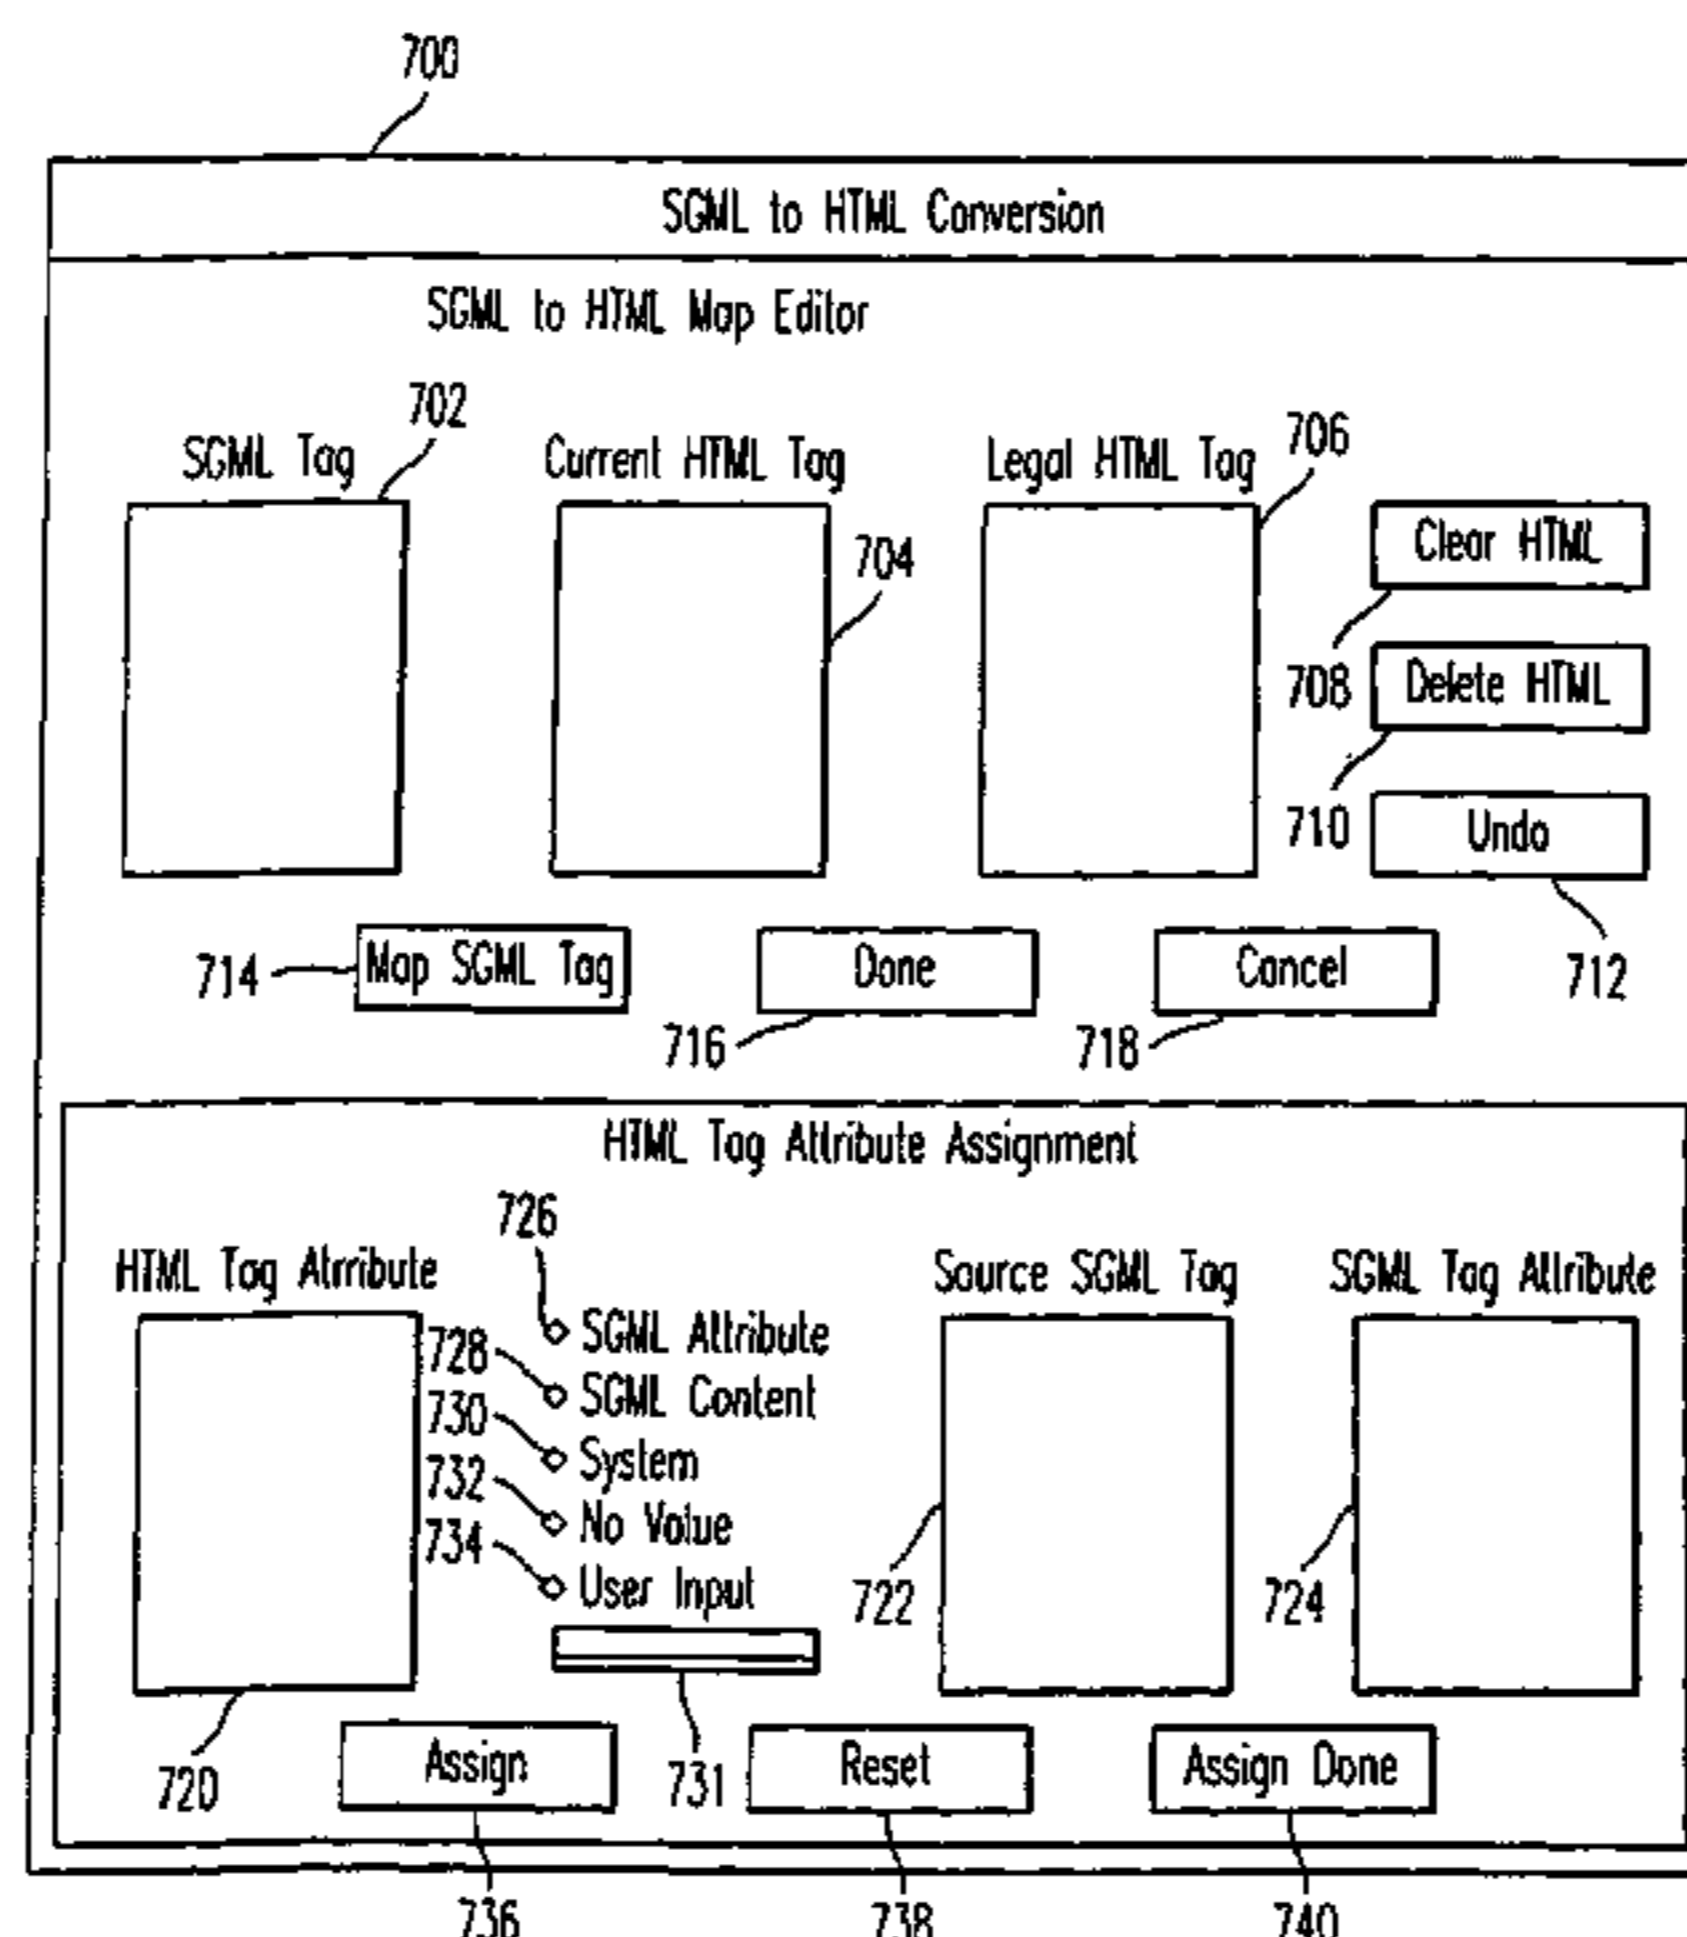 700
SGML to HTML Conversion
SGML to HTML Map Editor
702
SGML Tag
Current HTML Tag
Legal HTML Tag
706
704
Clear HTML
708
Delete HTML
710
Undo
714
Map SGML Tag
Done
Cancel
712
716
718
HTML Tag Attribute Assignment
726
HTML Tag Atrribute
Source SGML Tag
SGML Tag Attribute
SGML Attribute
728
SGML Content
730
System
732
No Value
734
User Input
722
724
720
Assign
731
Reset
Assign Done
736
738
740